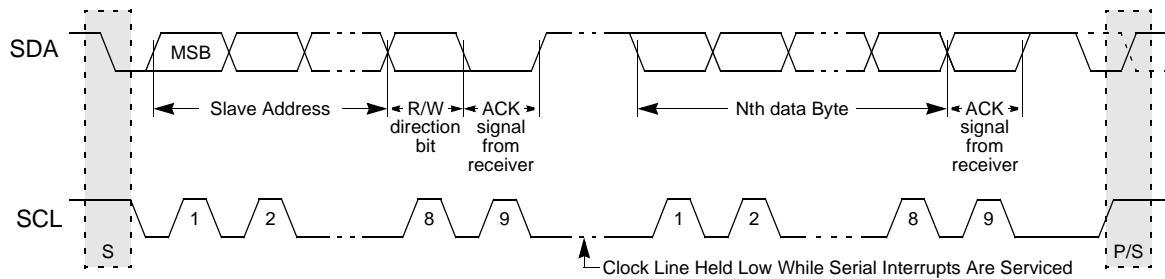 SDA
MSB
Slave Address
R/W
direction
bit
ACK
signal
from
receiver
Nth data Byte
ACK
signal
from
receiver
SCL
S
1
2
8
9
1
2
8
9
P/S
Clock Line Held Low While Serial Interrupts Are Serviced